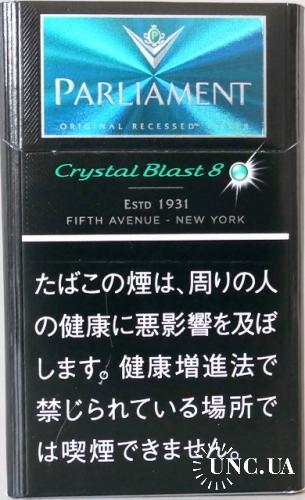 P
PARLIAMENT
ORIGINAL RECESSED™ FILTER
Crystal Blast 8
ESTD 1931
FIFTH AVENUE - NEW YORK
たばこの煙は、周りの人
の健康に悪影響を及ぼ
します。健康増進法で
禁じられている場所で
は喫煙できません。
UNC.UA